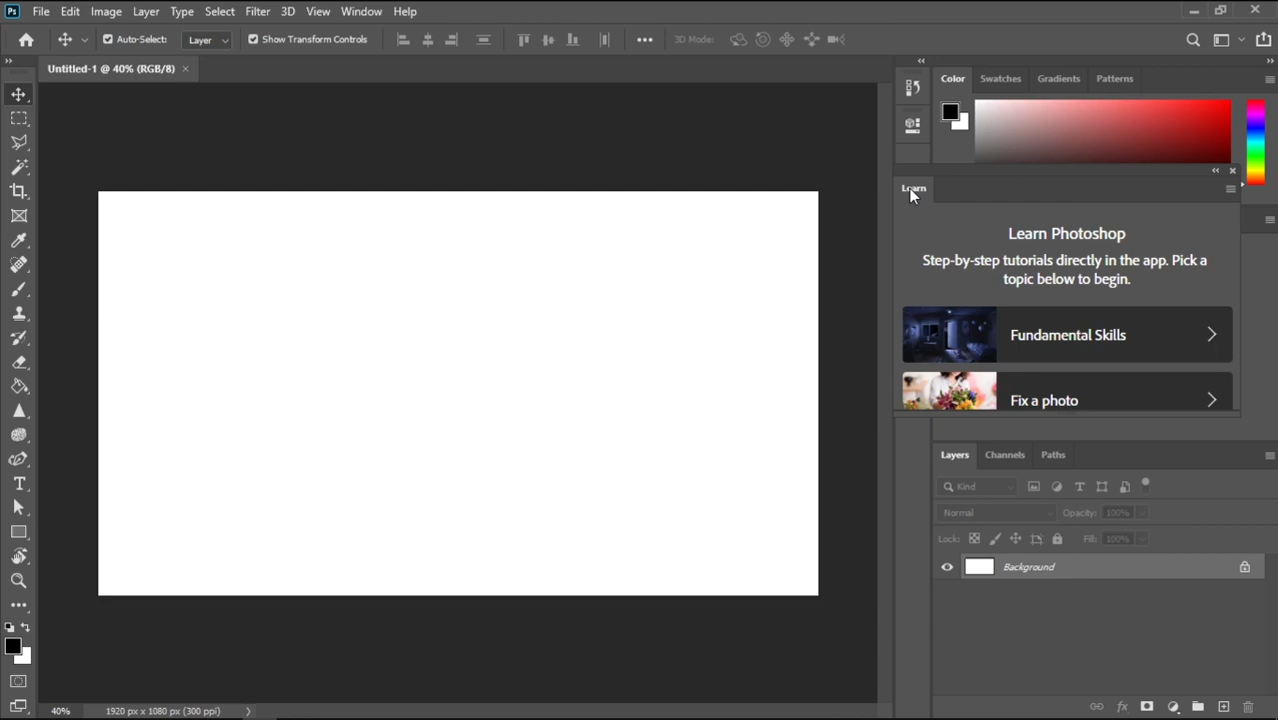 Ps File Edit Image Layer Type Select Filter 3D View Window Help
Auto-Select: Layer Show Transform Controls 3D Mode:
Untitled-1 @ 40% (RGB/8)
Color Swatches Gradients Patterns
Learn
Learn Photoshop
Step-by-step tutorials directly in the app. Pick a
topic below to begin.
Fundamental Skills
Fix a photo
Layers Channels Paths
Kind
Normal Opacity: 100%
Lock: Fill: 100%
Background
40% 1920 px x 1080 px (300 ppi)